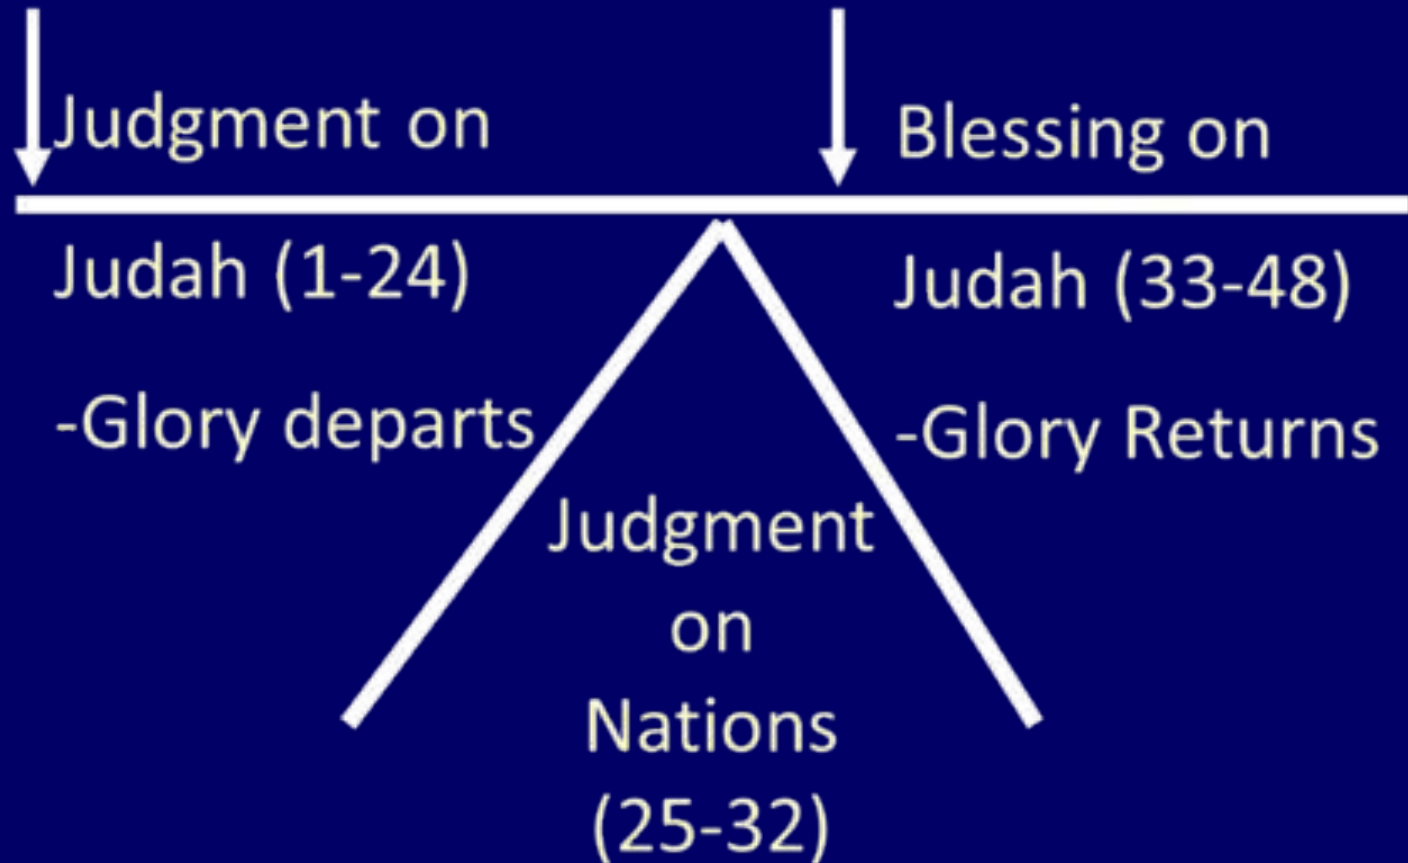 Judgment on
Judah (1-24)
-Glory departs
Judgment
on
Nations
(25-32)
Blessing on
Judah (33-48)
-Glory Returns